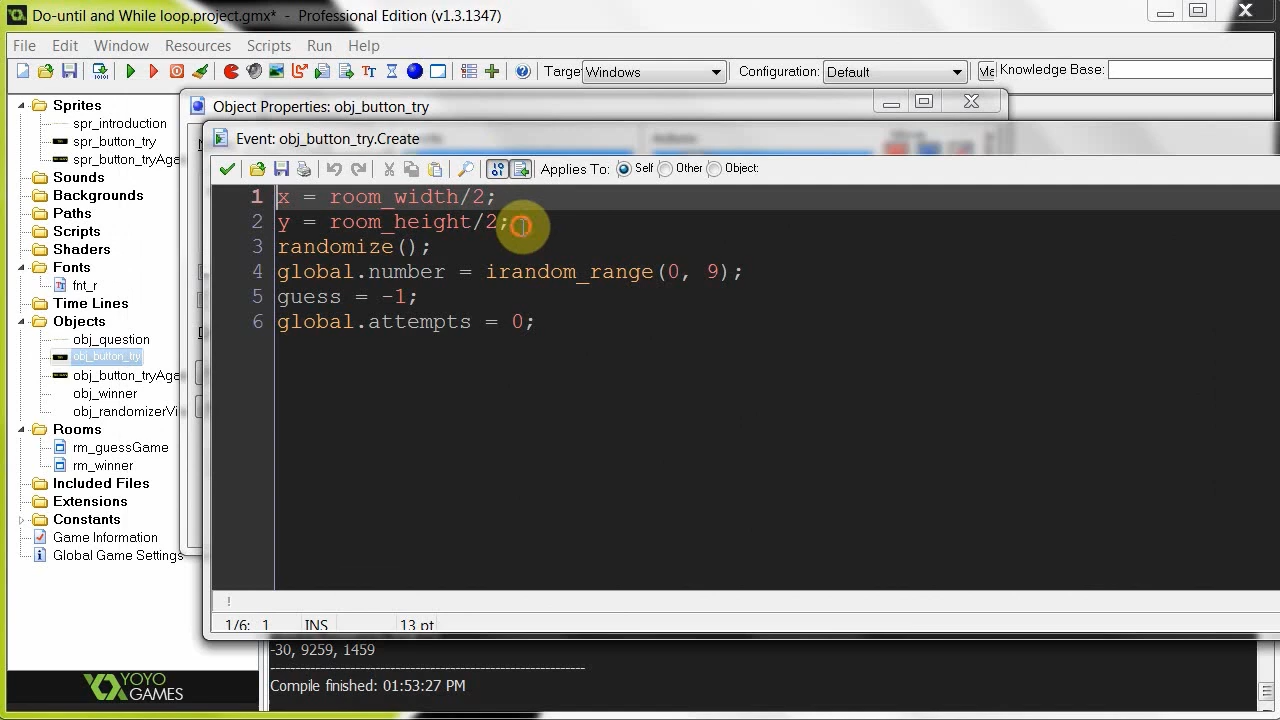 Do-until and While loop.project.gmx* - Professional Edition (v1.3.1347)
File Edit Window Resources Scripts Run Help
Target Windows Configuration: Default Knowledge Base:
Sprites
spr_introduction
spr_button_try
spr_button_tryAga
Sounds
Backgrounds
Paths
Scripts
Shaders
Fonts
fnt_r
Time Lines
Objects
obj_question
obj_button_try
obj_button_tryAga
obj_winner
obj_randomizerVi
Rooms
rm_guessGame
rm_winner
Included Files
Extensions
Constants
Game Information
Global Game Settings
YOYO
GAMES
Object Properties: obj_button_try
Event: obj_button_try.Create
Applies To: Self Other Object:
1 x = room_width/2;
2 y = room_height/2;
3 randomize();
4 global.number = irandom_range(0, 9);
5 guess = -1;
6 global.attempts = 0;
!
1/6: 1 INS 13 pt
-30, 9259, 1459
Compile finished: 01:53:27 PM